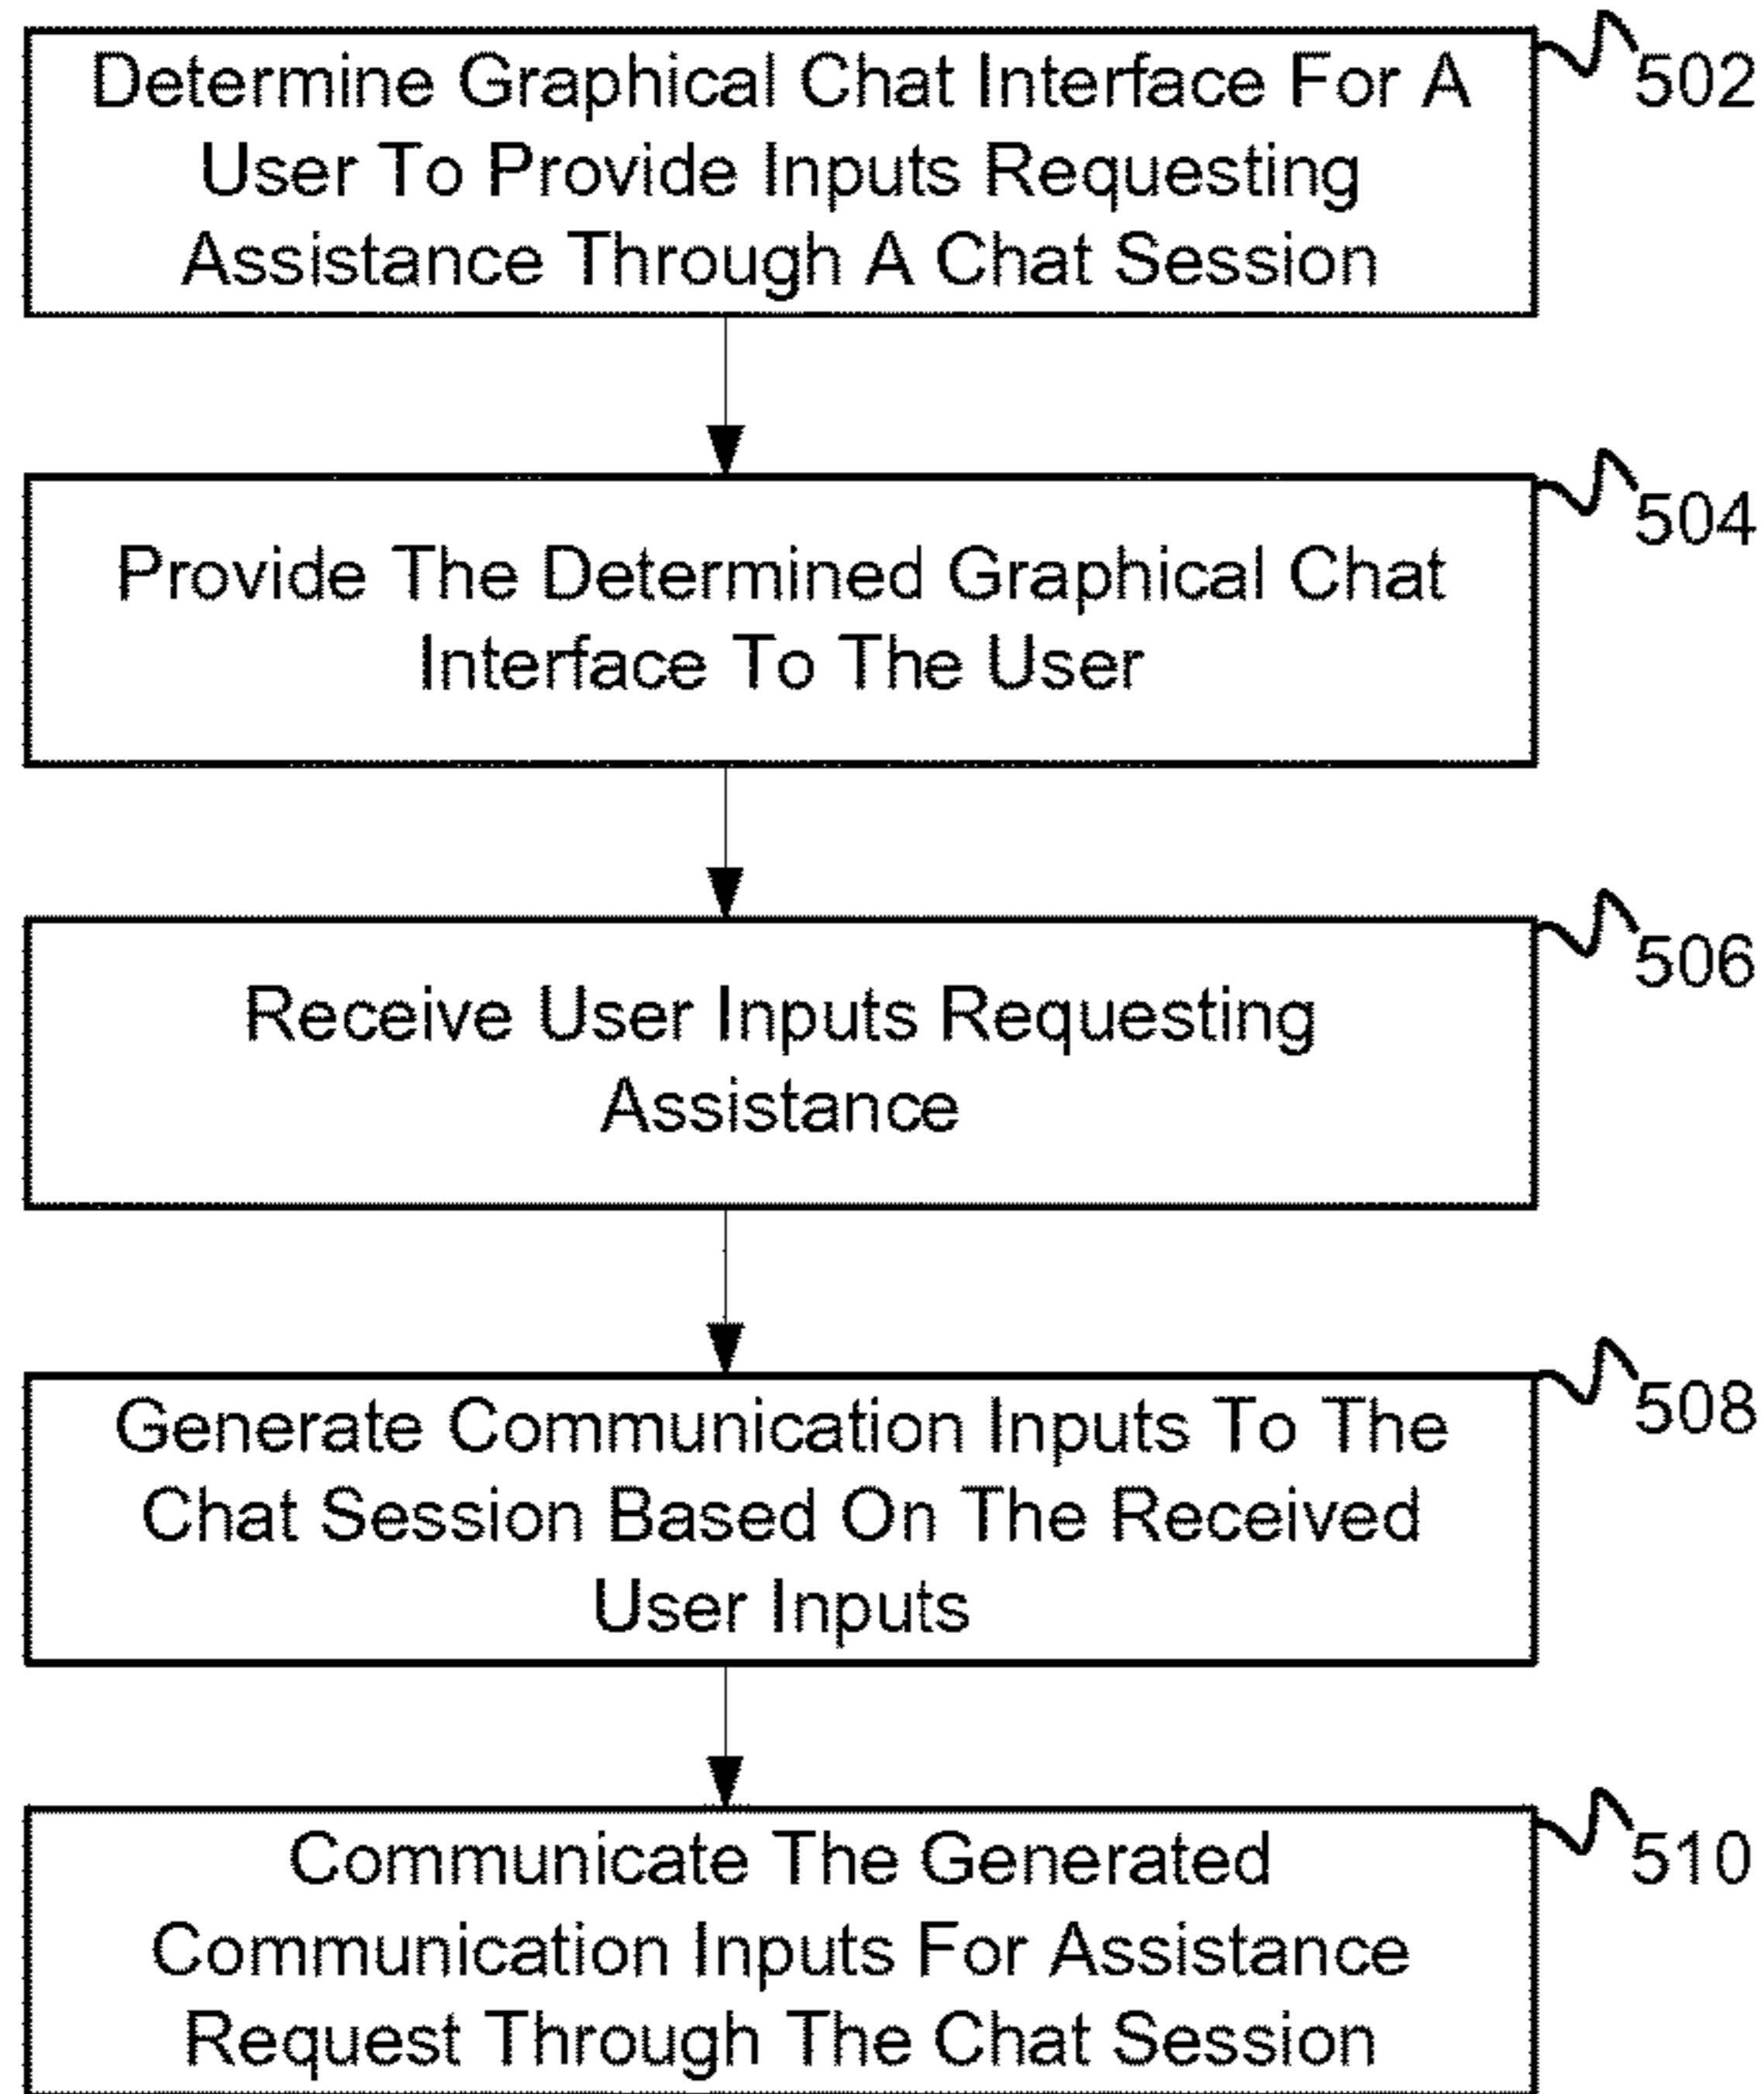 Determine Graphical Chat Interface For A
User To Provide Inputs Requesting
Assistance Through A Chat Session
502
Provide The Determined Graphical Chat
Interface To The User
504
Receive User Inputs Requesting
Assistance
506
Generate Communication Inputs To The
Chat Session Based On The Received
User Inputs
508
Communicate The Generated
Communication Inputs For Assistance
Request Through The Chat Session
510